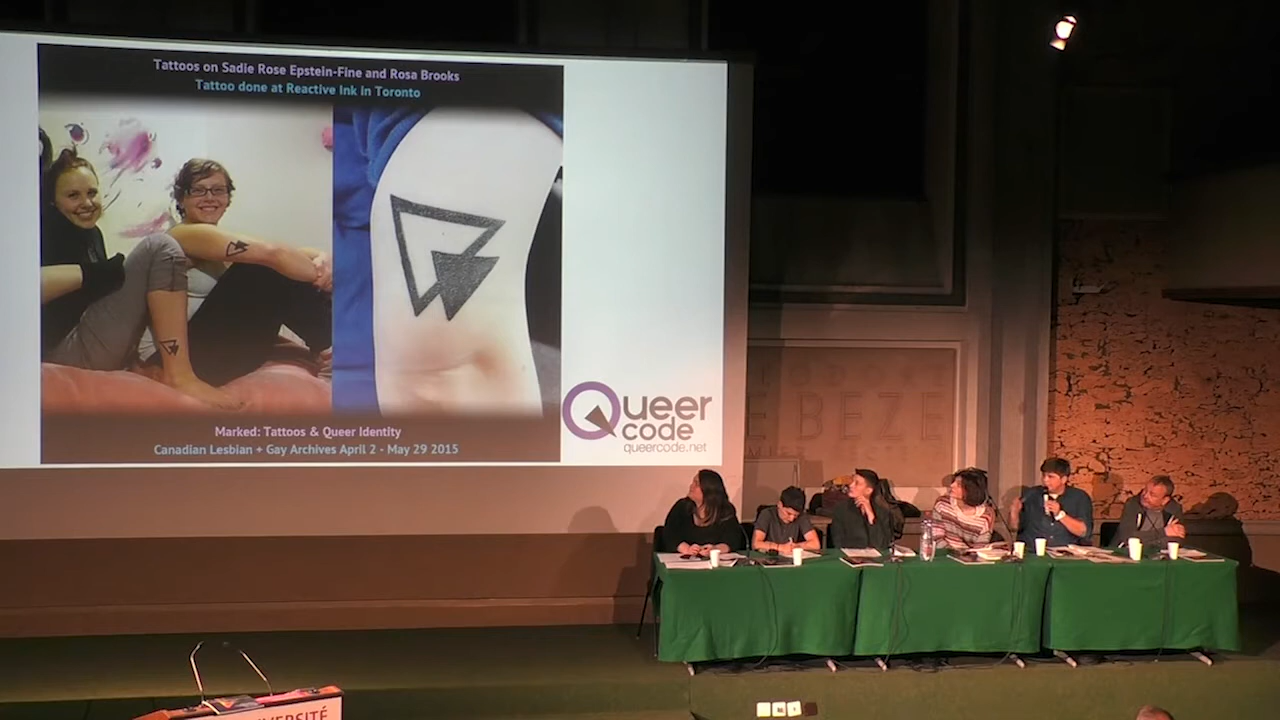 Tattoos on Sadie Rose Epstein-Fine and Rosa Brooks
Tattoo done at Reactive Ink in Toronto
Marked: Tattoos & Queer Identity
Canadian Lesbian + Gay Archives April 2 - May 29 2015
Queer
code
queercode.net
BEZE
VERSITÉ